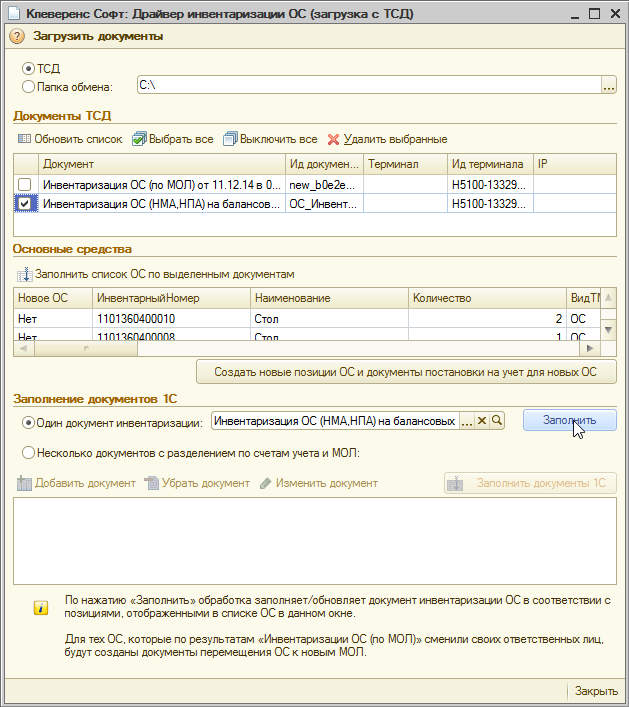 Клеверенс Софт: Драйвер инвентаризации ОС (загрузка с ТСД)
Загрузить документы
ТСД
Папка обмена: C:\ ...
Документы ТСД
Обновить список Выбрать все Выключить все Удалить выбранные
Документ Ид докумен... Терминал Ид терминала IP
Инвентаризация ОС (по МОЛ) от 11.12.14 в 0... new_b0e2e... H5100-13329...
Инвентаризация ОС (НМА,НПА) на балансов... ОС_Инвент... H5100-13329...
Основные средства
Заполнить список ОС по выделенным документам
Новое ОС ИнвентарныйНомер Наименование Количество ВидТМ
Нет 1101360400010 Стол 2 ОС
Нет 1101360400008 Стол 1 ОС
Создать новые позиции ОС и документы постановки на учет для новых ОС
Заполнение документов 1С
Один документ инвентаризации: Инвентаризация ОС (НМА,НПА) на балансовых ... Заполнить
Несколько документов с разделением по счетам учета и МОЛ:
Добавить документ Убрать документ Изменить документ Заполнить документы 1С
По нажатию «Заполнить» обработка заполняет/обновляет документ инвентаризации ОС в соответствии с
позициями, отображенными в списке ОС в данном окне.
Для тех ОС, которые по результатам «Инвентаризации ОС (по МОЛ)» сменили своих ответственных лиц,
будут созданы документы перемещения ОС к новым МОЛ.
Закрыть